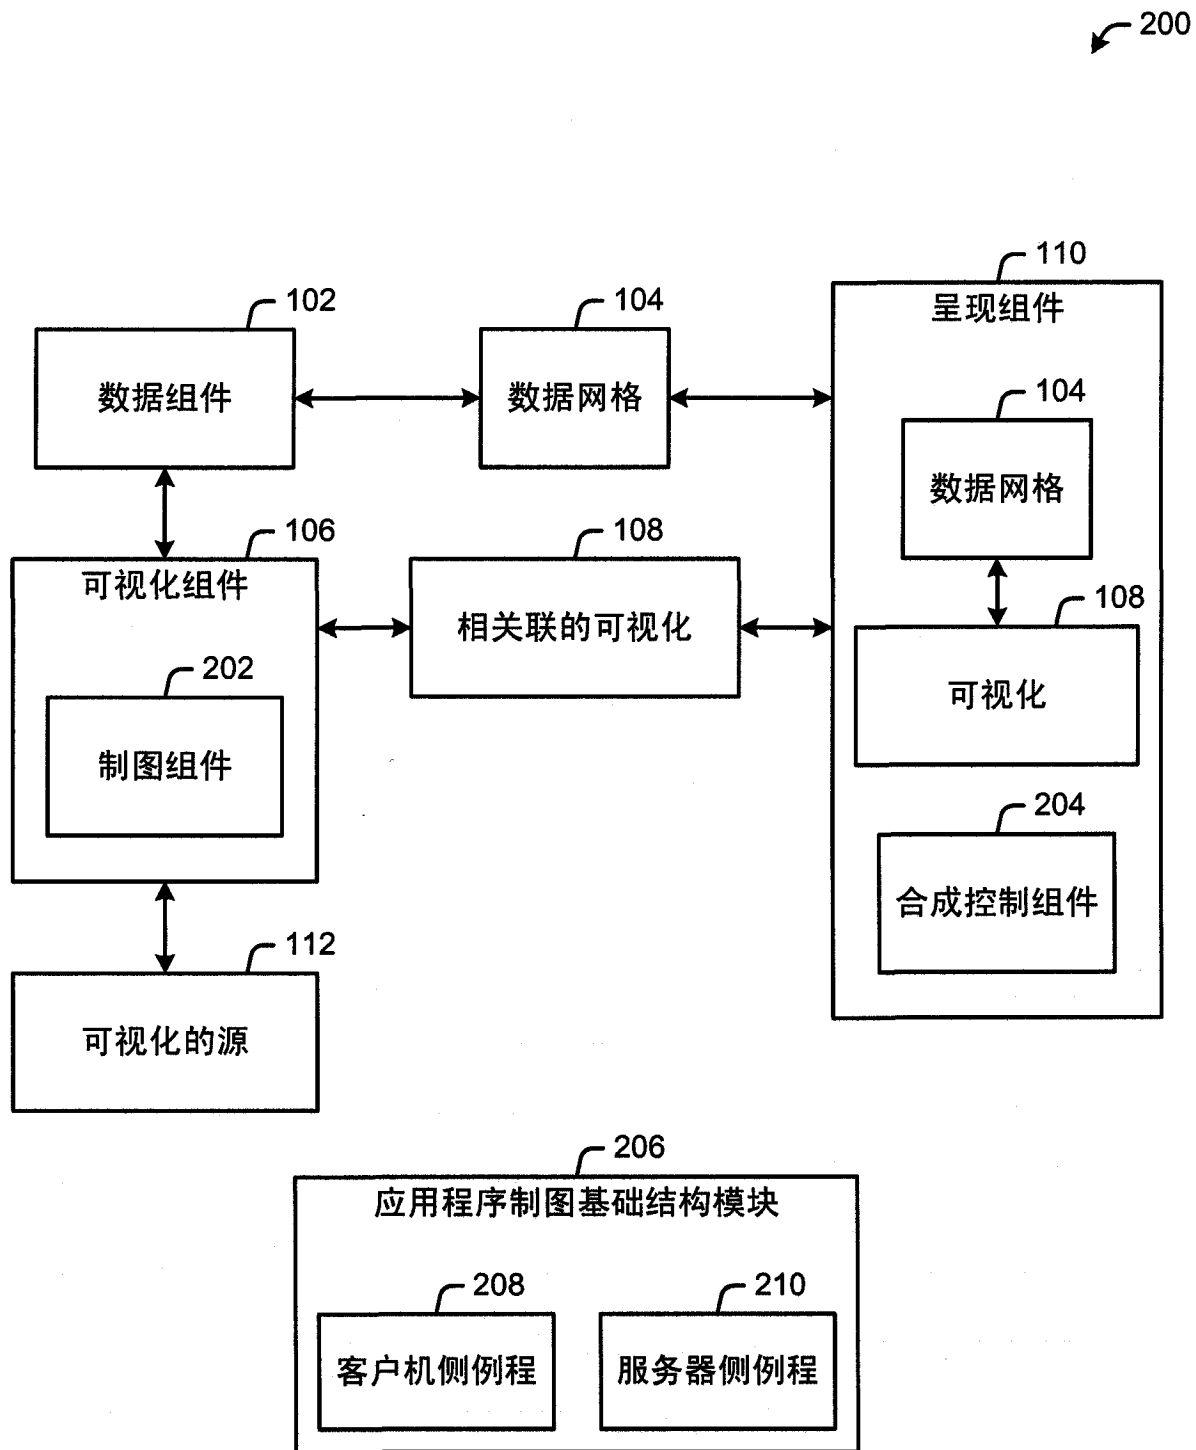 200
102
数据组件
104
数据网格
110
呈现组件
104
数据网格
106
可视化组件
108
相关联的可视化
108
可视化
202
制图组件
204
合成控制组件
112
可视化的源
206
应用程序制图基础结构模块
208
客户机侧例程
210
服务器侧例程